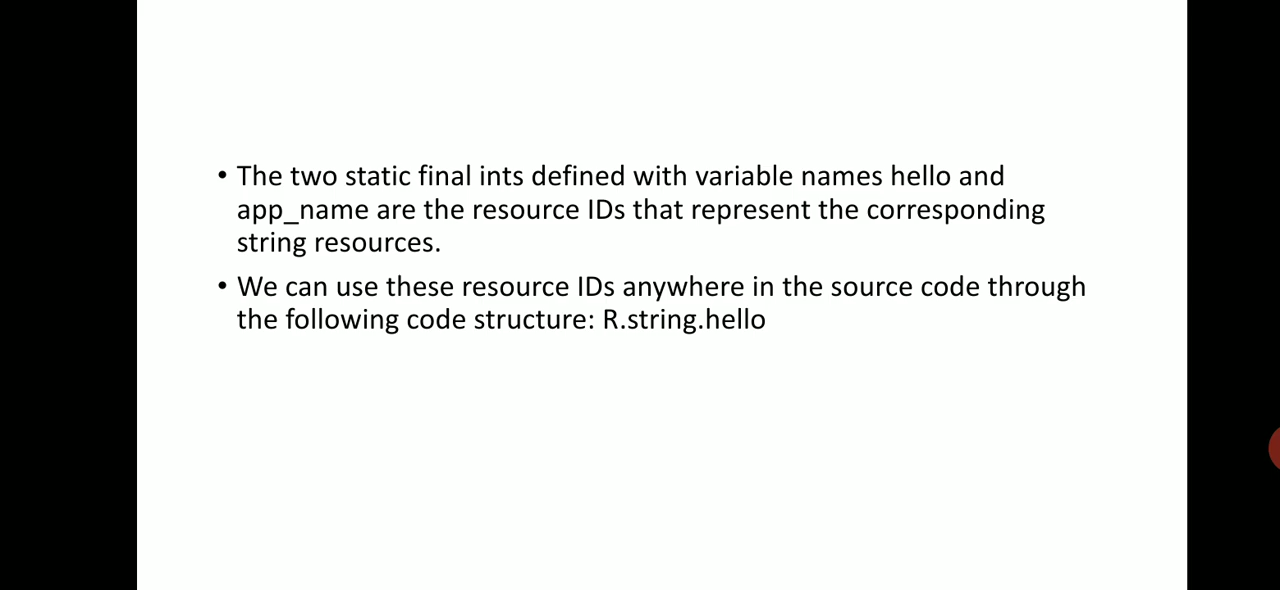 • The two static final ints defined with variable names hello and
app_name are the resource IDs that represent the corresponding
string resources.
• We can use these resource IDs anywhere in the source code through
the following code structure: R.string.hello